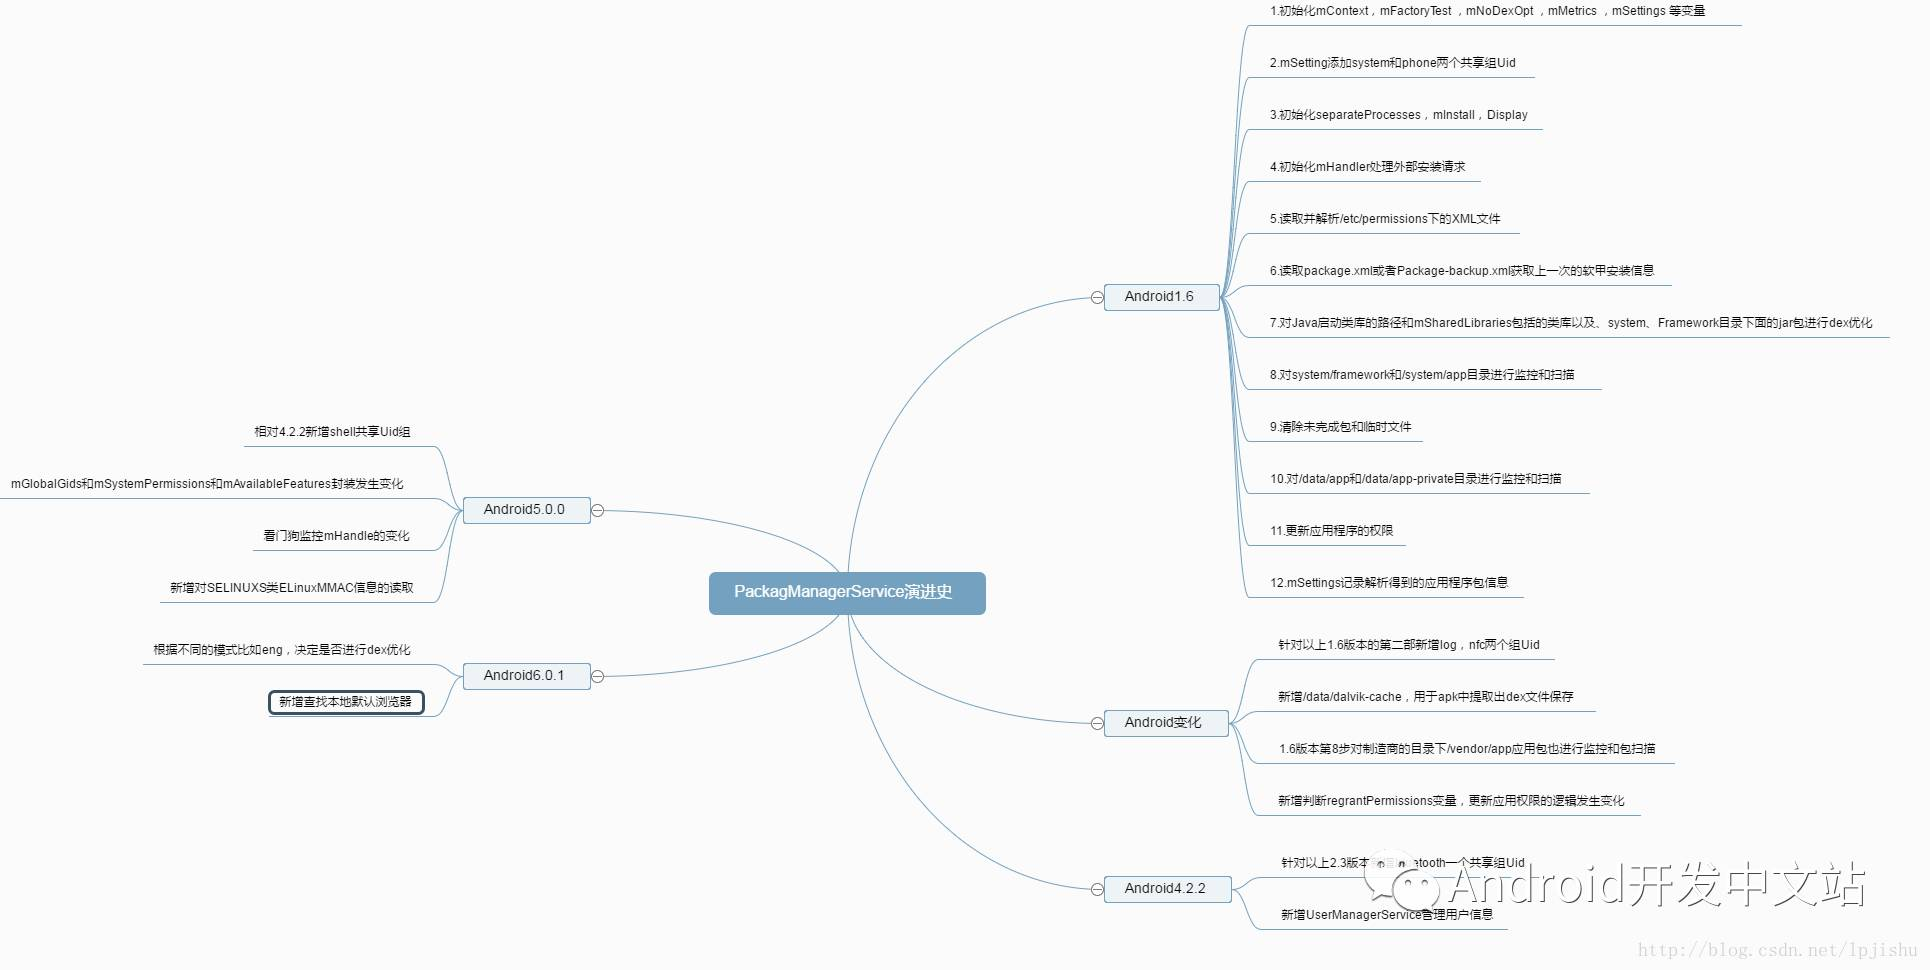 PackagManagerService演进史
Android1.6
1.初始化mContext，mFactoryTest ，mNoDexOpt ，mMetrics ，mSettings 等变量
2.mSetting添加system和phone两个共享组Uid
3.初始化separateProcesses，mInstall，Display
4.初始化mHandler处理外部安装请求
5.读取并解析/etc/permissions下的XML文件
6.读取package.xml或者Package-backup.xml获取上一次的软甲安装信息
7.对Java启动类库的路径和mSharedLibraries包括的类库以及、system、Framework目录下面的jar包进行dex优化
8.对system/framework和/system/app目录进行监控和扫描
9.清除未完成包和临时文件
10.对/data/app和/data/app-private目录进行监控和扫描
11.更新应用程序的权限
12.mSettings记录解析得到的应用程序包信息
Android变化
针对以上1.6版本的第二部新增log，nfc两个组Uid
新增/data/dalvik-cache，用于apk中提取出dex文件保存
1.6版本第8步对制造商的目录下/vendor/app应用包也进行监控和包扫描
新增判断regrantPermissions变量，更新应用权限的逻辑发生变化
Android4.2.2
针对以上2.3版本 etooth一个共享组Uid
新增UserManagerService管理用户信息
Android5.0.0
相对4.2.2新增shell共享Uid组
mGlobalGids和mSystemPermissions和mAvailableFeatures封装发生变化
看门狗监控mHandle的变化
新增对SELINUXS类ELinuxMMAC信息的读取
Android6.0.1
根据不同的模式比如eng，决定是否进行dex优化
新增查找本地默认浏览器
Android开发中文站
http://blog.csdn.net/lpjishu